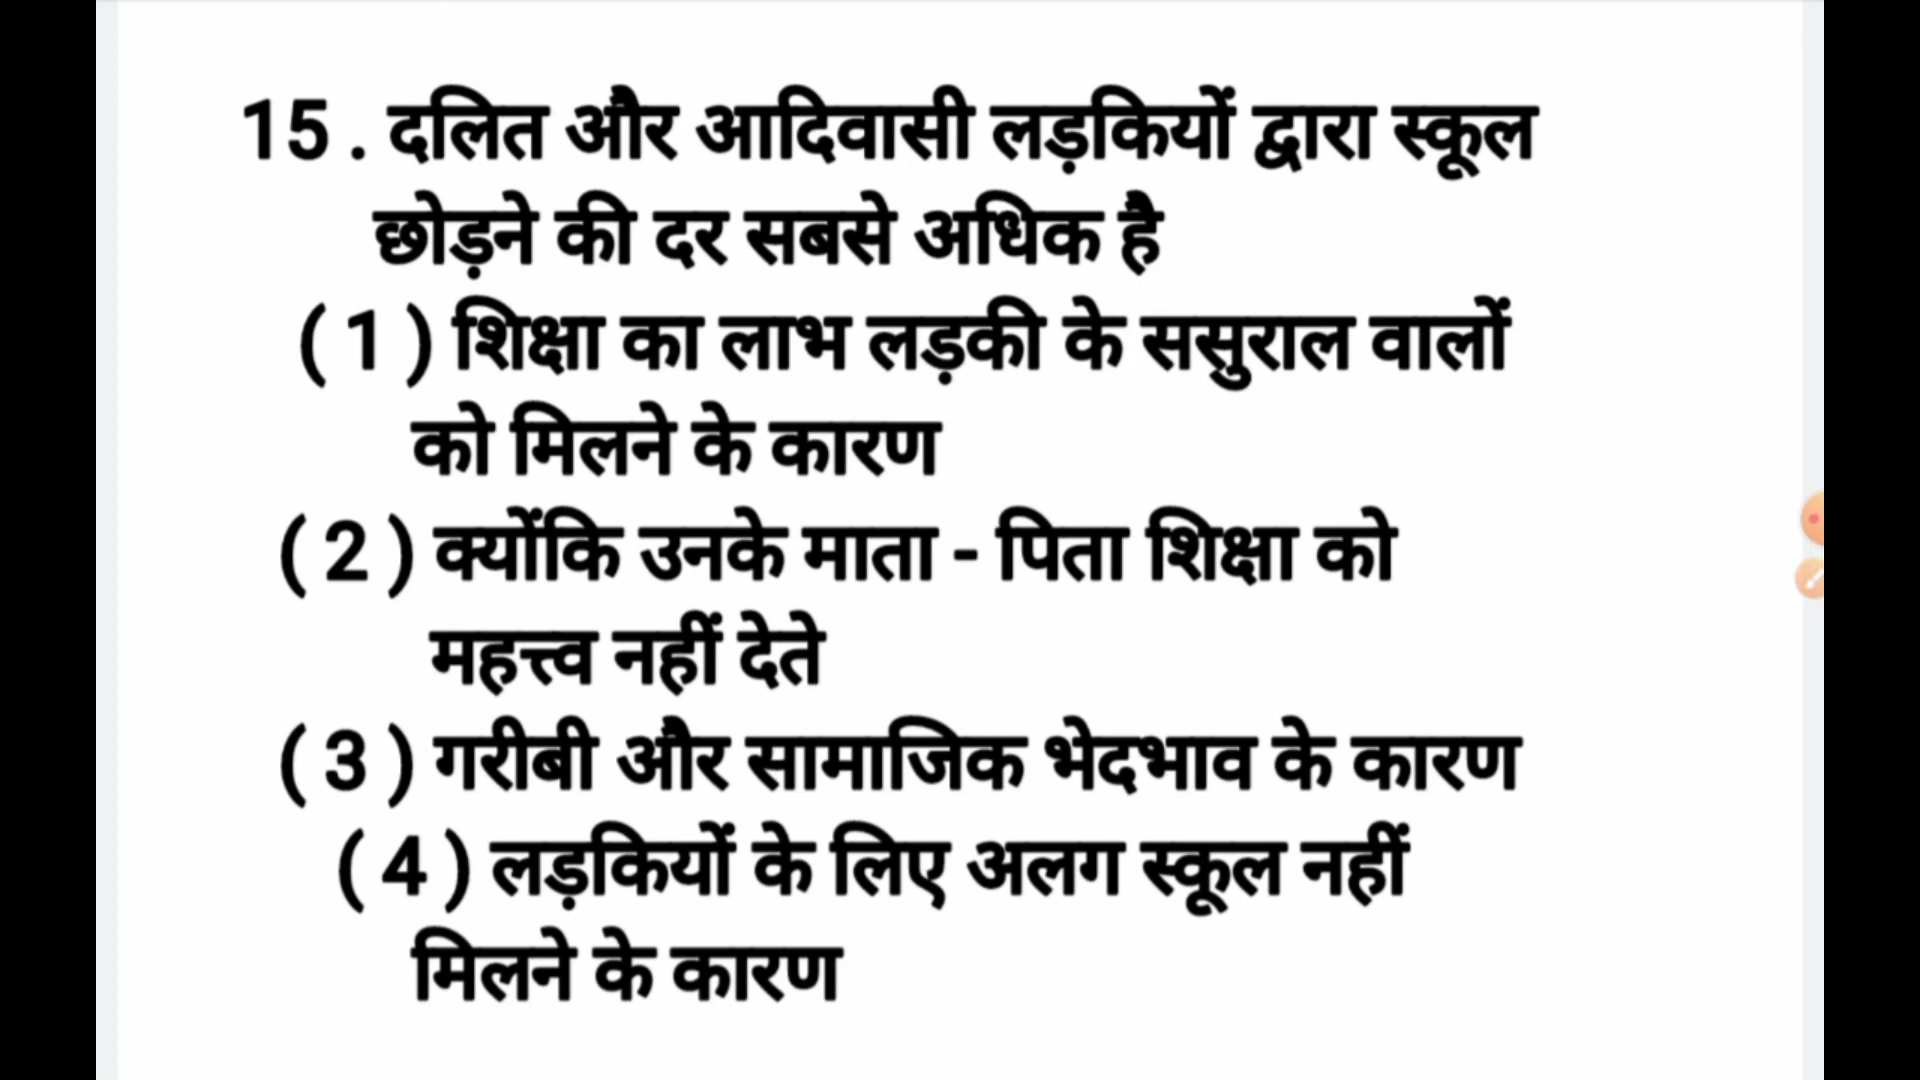 15 . दलित और आदिवासी लड़कियों द्वारा स्कूल
छोड़ने की दर सबसे अधिक है
( 1 ) शिक्षा का लाभ लड़की के ससुराल वालों
को मिलने के कारण
( 2 ) क्योंकि उनके माता - पिता शिक्षा को
महत्त्व नहीं देते
( 3 ) गरीबी और सामाजिक भेदभाव के कारण
( 4 ) लड़कियों के लिए अलग स्कूल नहीं
मिलने के कारण